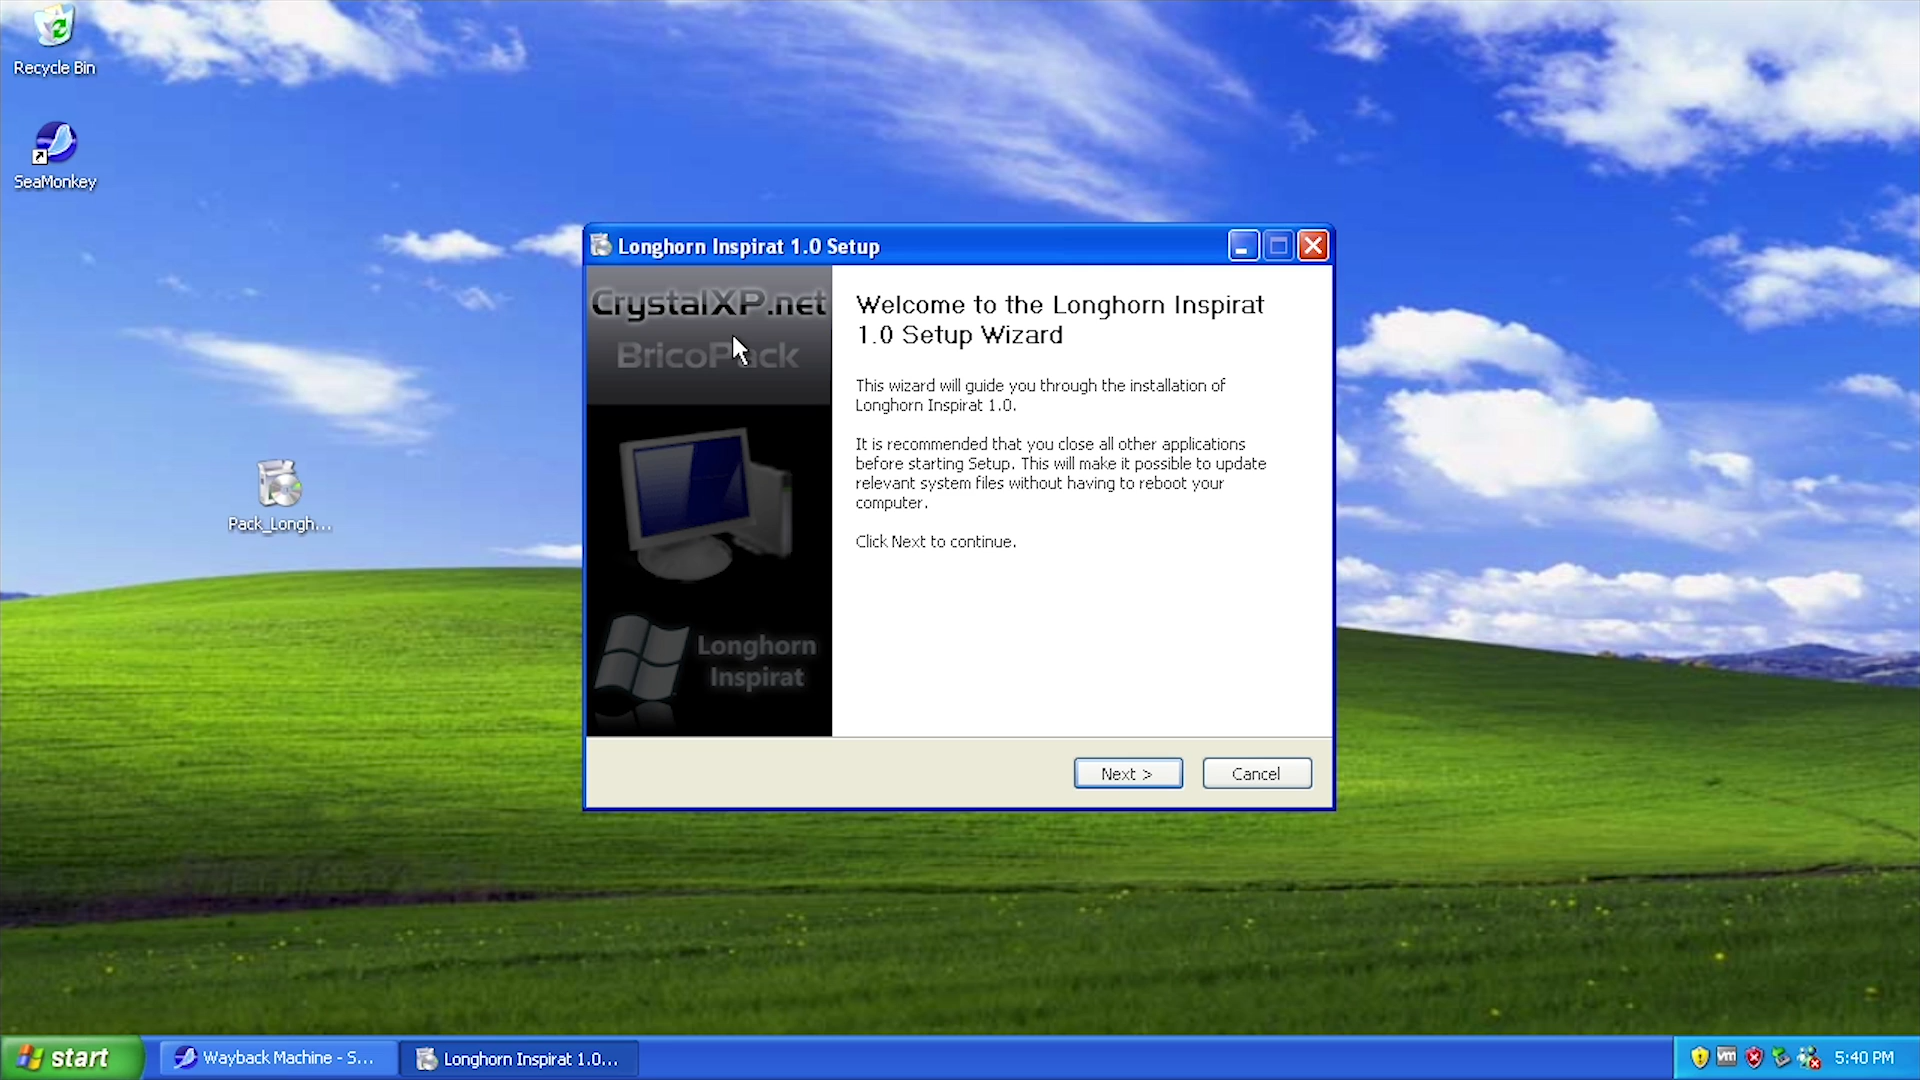 Recycle Bin
SeaMonkey
Pack_Longh...
Longhorn Inspirat 1.0 Setup
CrystalXP.net
BricoPack
Longhorn
Inspirat
Welcome to the Longhorn Inspirat
1.0 Setup Wizard
This wizard will guide you through the installation of
Longhorn Inspirat 1.0.
It is recommended that you close all other applications
before starting Setup. This will make it possible to update
relevant system files without having to reboot your
computer.
Click Next to continue.
Next >
Cancel
start
Wayback Machine - S...
Longhorn Inspirat 1.0...
vm
5:40 PM